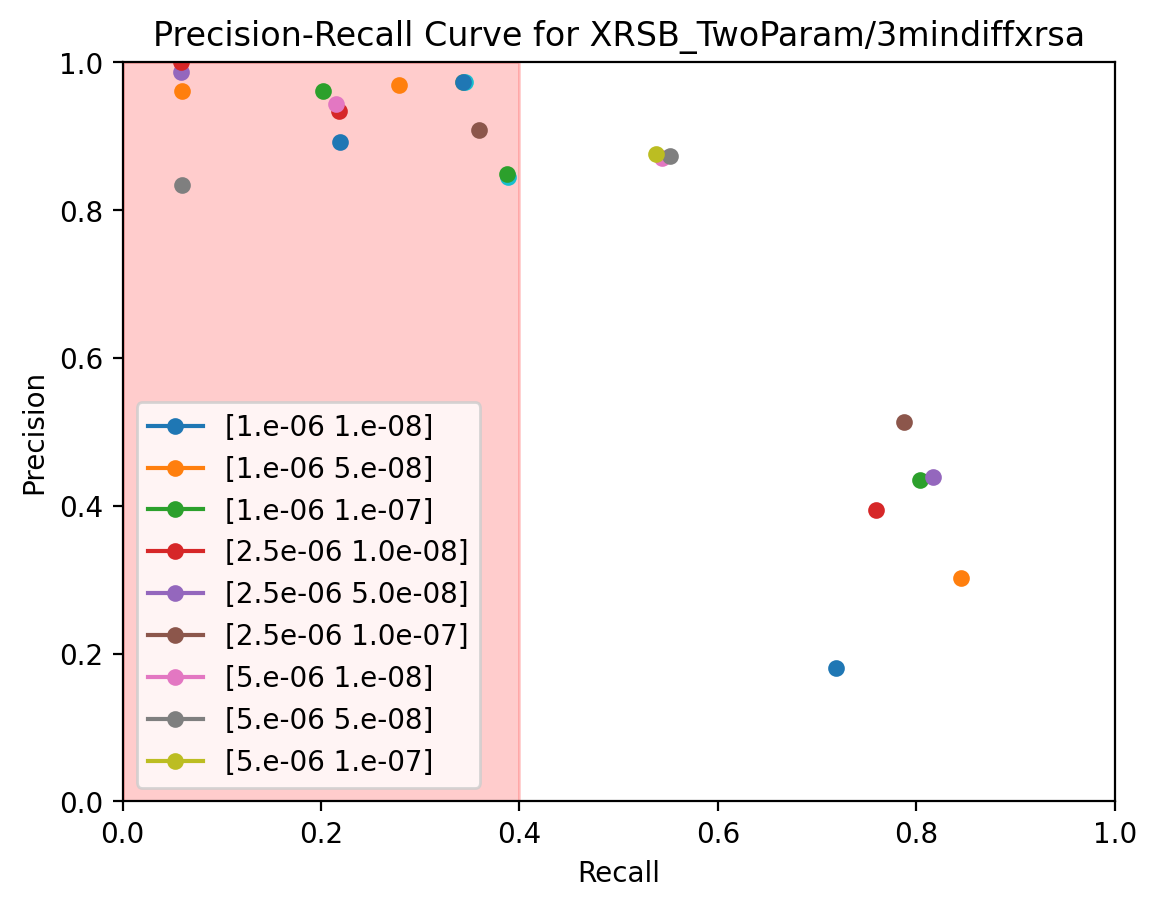 Precision-Recall Curve for XRSB_TwoParam/3mindiffxrsa
1.0
0.8
0.6
0.4
0.2
0.0
Precision
[1.e-06 1.e-08]
[1.e-06 5.e-08]
[1.e-06 1.e-07]
[2.5e-06 1.0e-08]
[2.5e-06 5.0e-08]
[2.5e-06 1.0e-07]
[5.e-06 1.e-08]
[5.e-06 5.e-08]
[5.e-06 1.e-07]
0.0 0.2 0.4 0.6 0.8 1.0
Recall